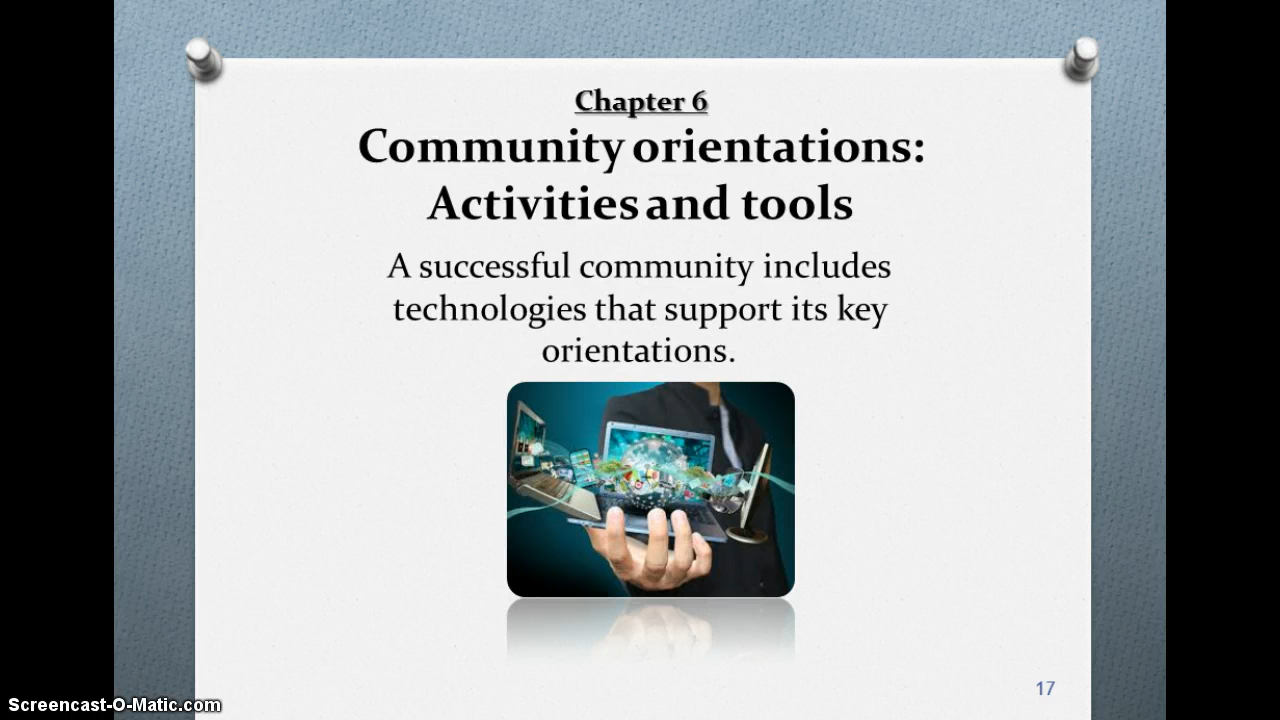 Chapter 6
Community orientations:
Activities and tools
A successful community includes
technologies that support its key
orientations.
17
Screencast-O-Matic.com